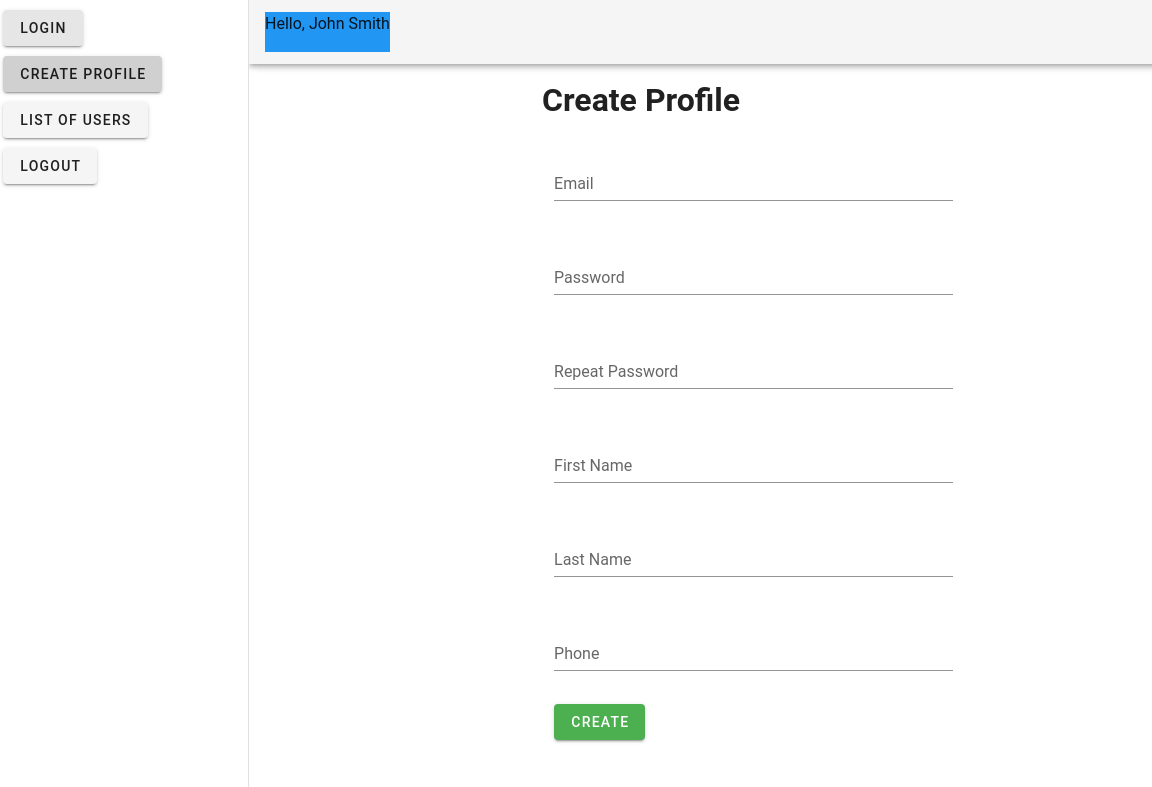 LOGIN
CREATE PROFILE
LIST OF USERS
LOGOUT
Hello, John Smith
Create Profile
Email
Password
Repeat Password
First Name
Last Name
Phone
CREATE